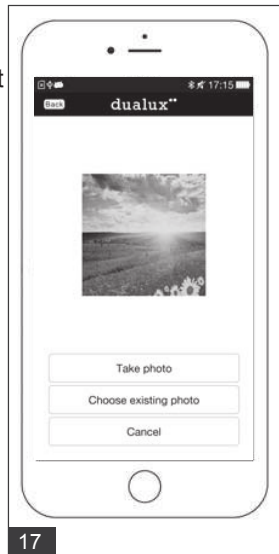 t
17:15
Back
dualux
Take photo
Choose existing photo
Cancel
17